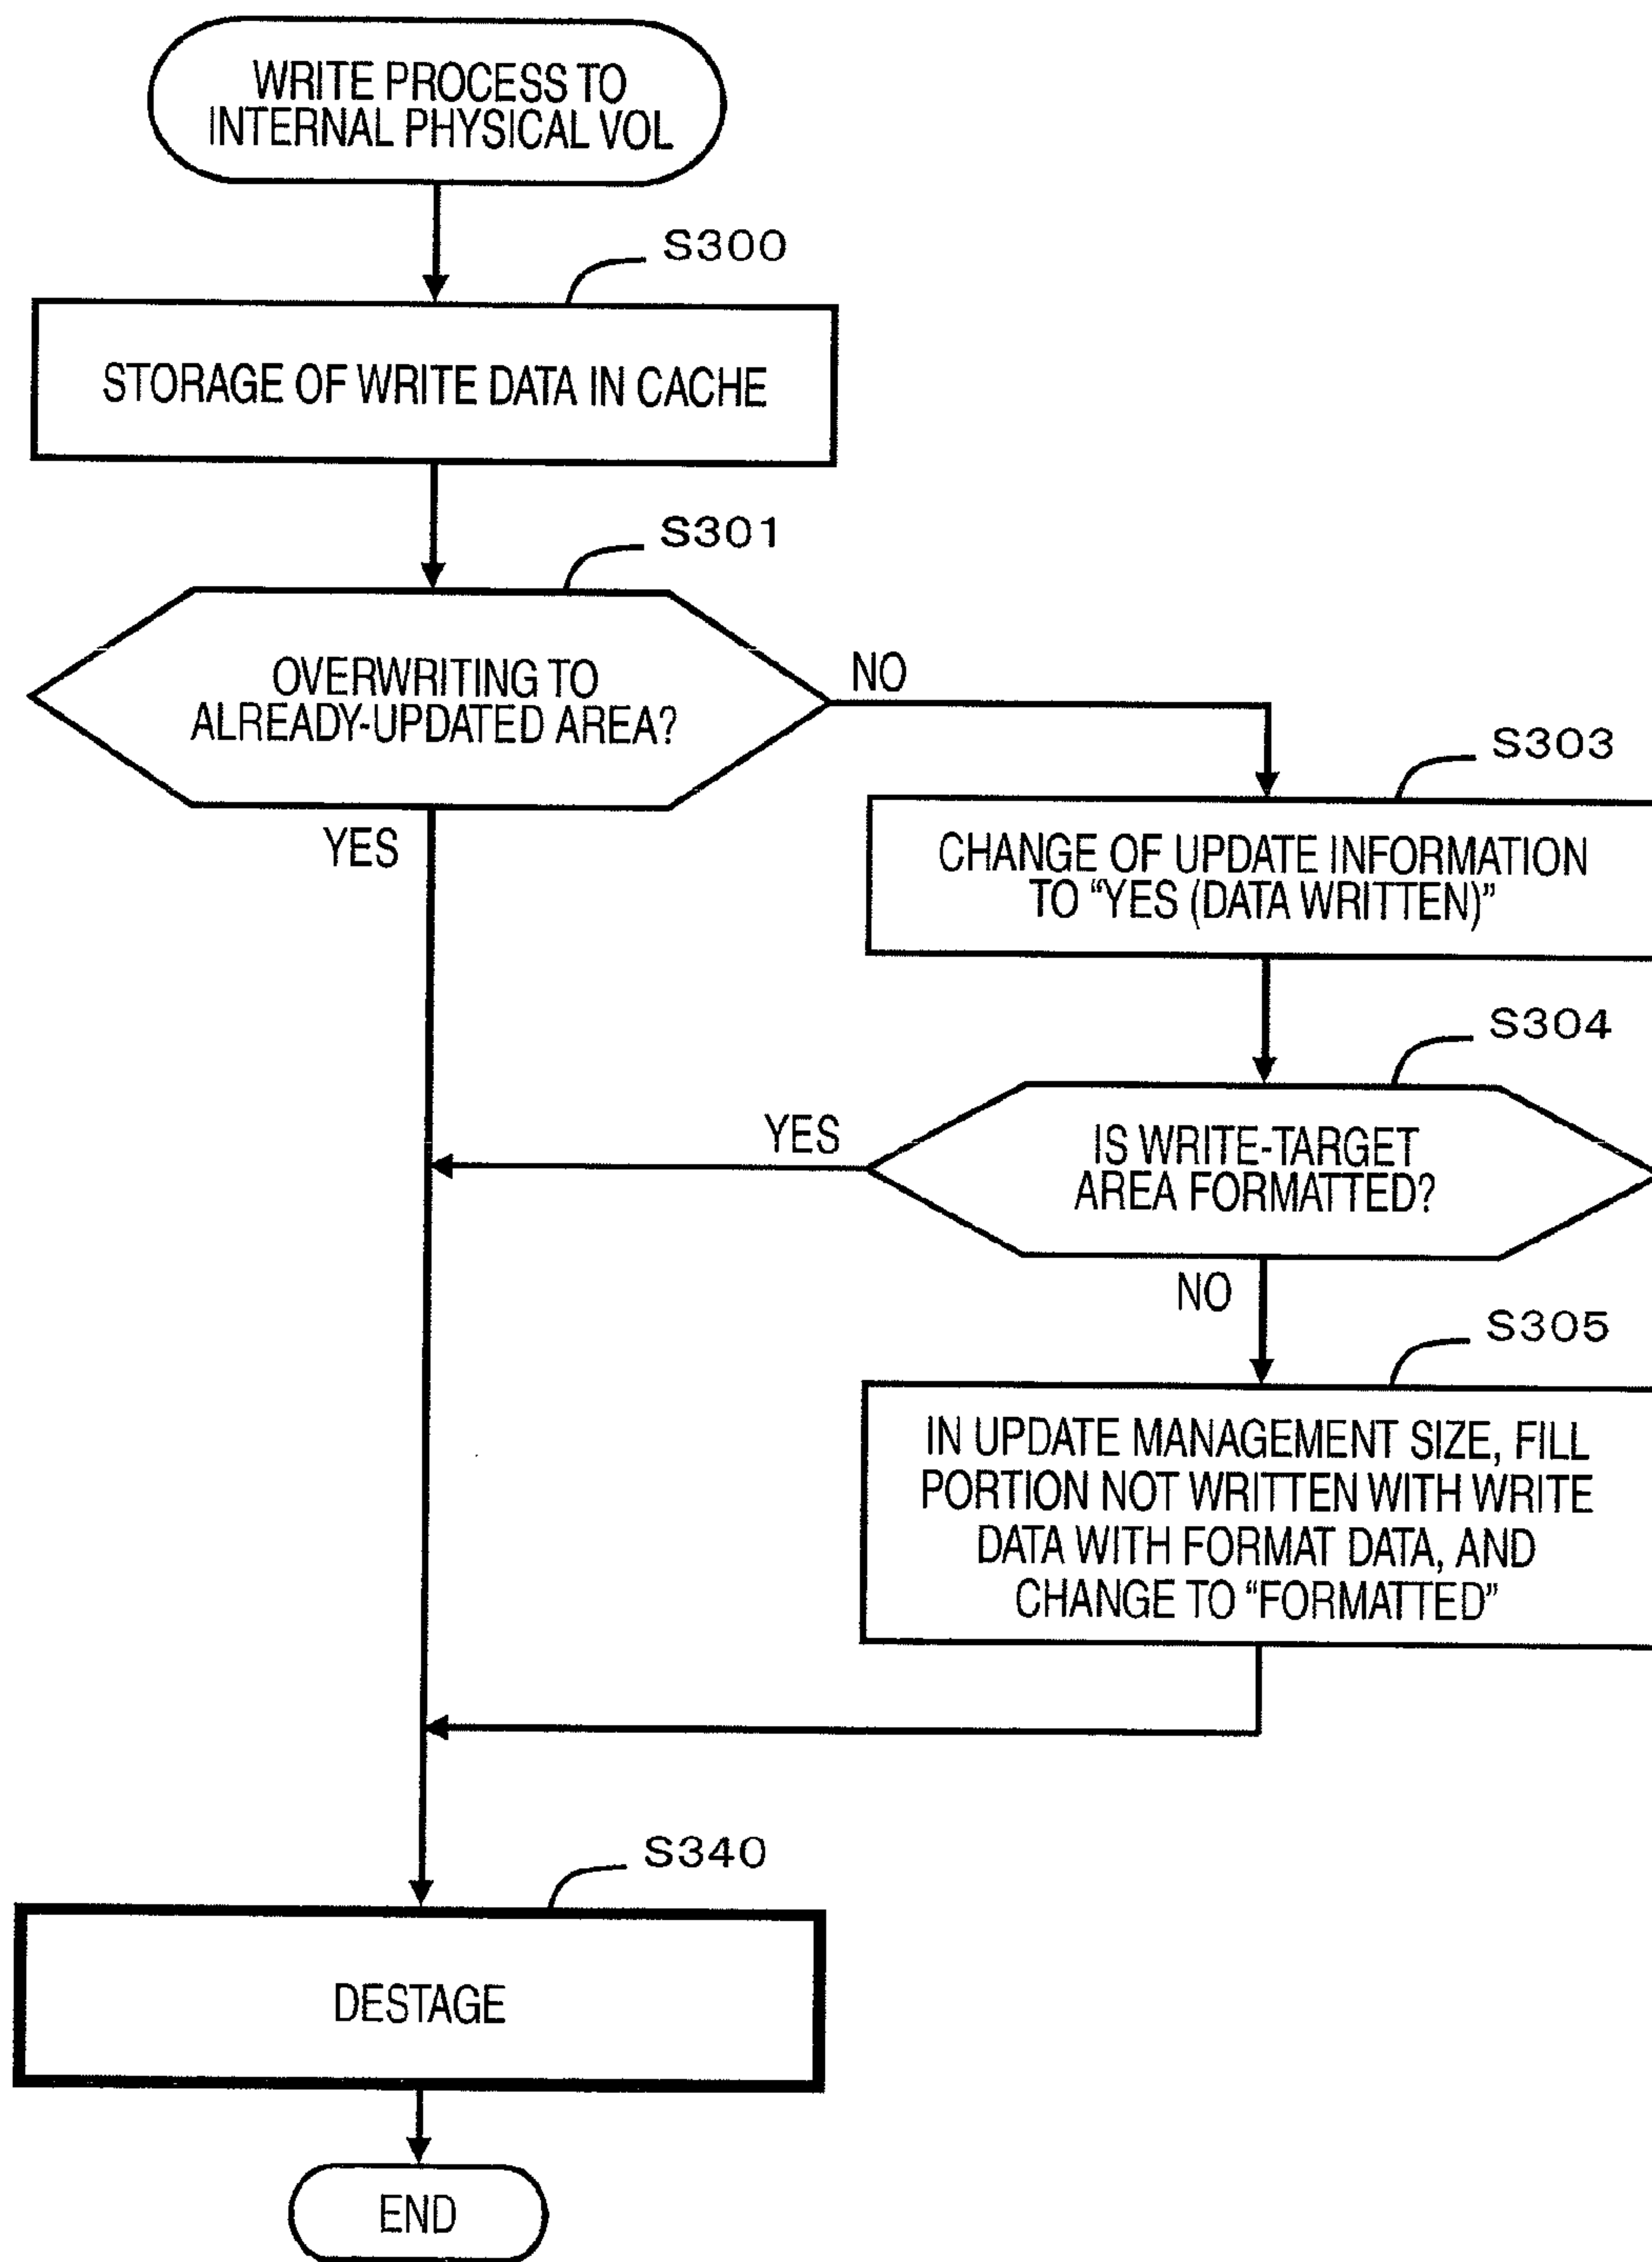 WRITE PROCESS TO
INTERNAL PHYSICAL VOL
S300
STORAGE OF WRITE DATA IN CACHE
S301
OVERWRITING TO
ALREADY-UPDATED AREA?
NO
YES
S303
CHANGE OF UPDATE INFORMATION
TO “YES (DATA WRITTEN)”
S304
IS WRITE-TARGET
AREA FORMATTED?
YES
NO
S305
IN UPDATE MANAGEMENT SIZE, FILL
PORTION NOT WRITTEN WITH WRITE
DATA WITH FORMAT DATA, AND
CHANGE TO “FORMATTED”
S340
DESTAGE
END